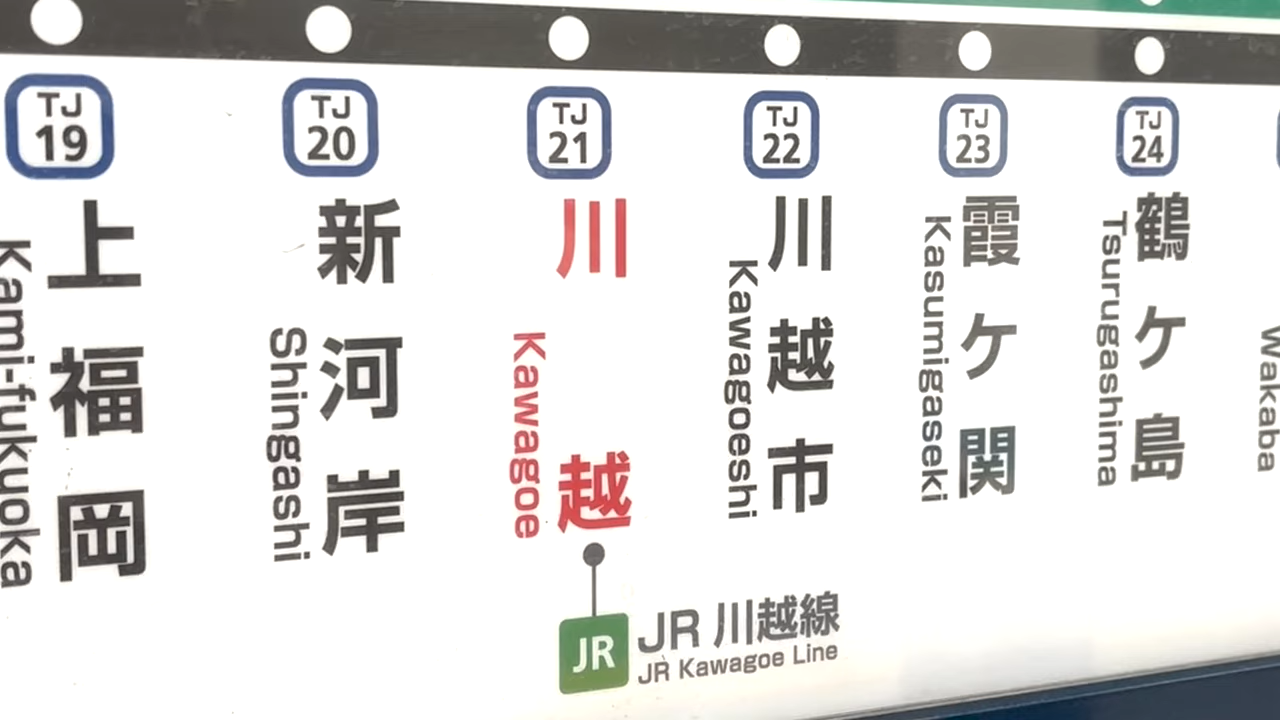 TJ
19
上福岡
Kami-fukuoka
TJ
20
新河岸
Shingashi
TJ
21
川越
Kawagoe
JR
JR 川越線
JR Kawagoe Line
TJ
22
川越市
Kawagoeshi
TJ
23
霞ケ関
Kasumigaseki
TJ
24
鶴ケ島
Tsurugashima
Wakaba